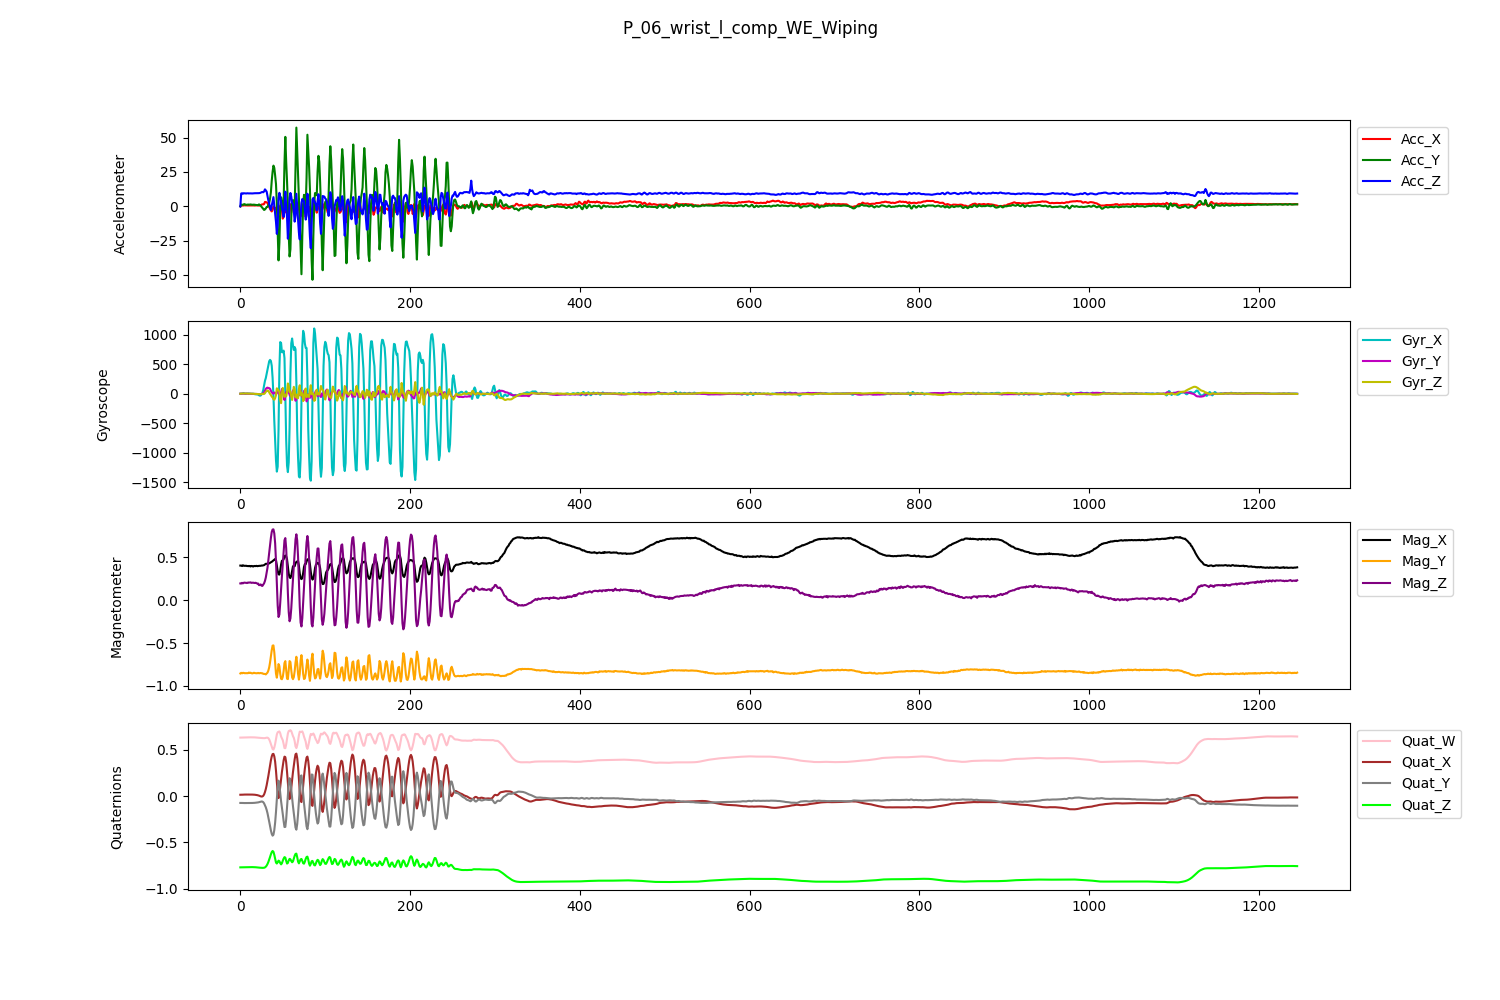 P_06_wrist_l_comp_WE_Wiping
Accelerometer
50
25
0
−25
−50
0 200 400 600 800 1000 1200
Acc_X
Acc_Y
Acc_Z
Gyroscope
1000
500
0
−500
−1000
−1500
0 200 400 600 800 1000 1200
Gyr_X
Gyr_Y
Gyr_Z
Magnetometer
0.5
0.0
−0.5
−1.0
0 200 400 600 800 1000 1200
Mag_X
Mag_Y
Mag_Z
Quaternions
0.5
0.0
−0.5
−1.0
0 200 400 600 800 1000 1200
Quat_W
Quat_X
Quat_Y
Quat_Z